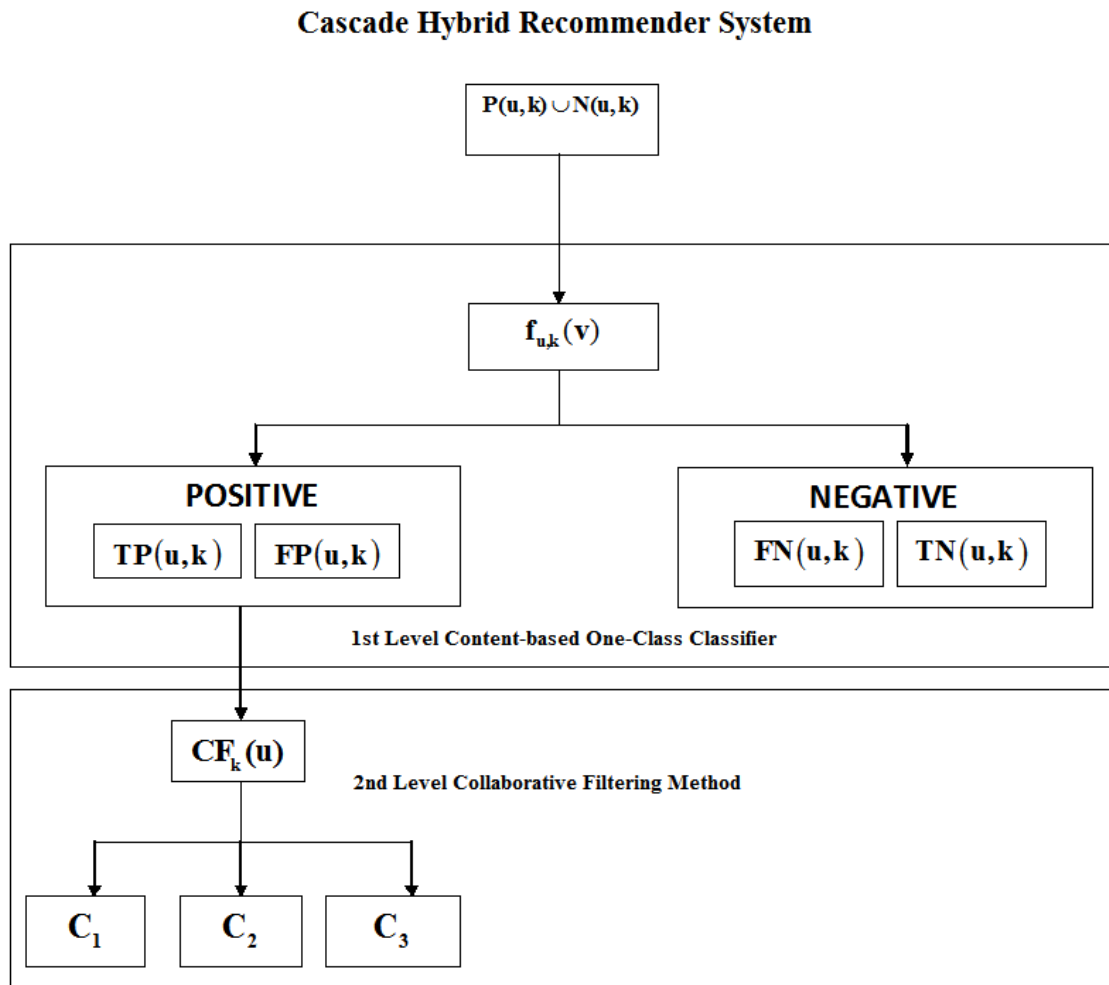 Cascade Hybrid Recommender System
P(u,k)∪N(u,k)
f_{u,k}(v)
POSITIVE
TP(u,k) FP(u,k)
NEGATIVE
FN(u,k) TN(u,k)
1st Level Content-based One-Class Classifier
CF_k(u)
2nd Level Collaborative Filtering Method
C_1 C_2 C_3